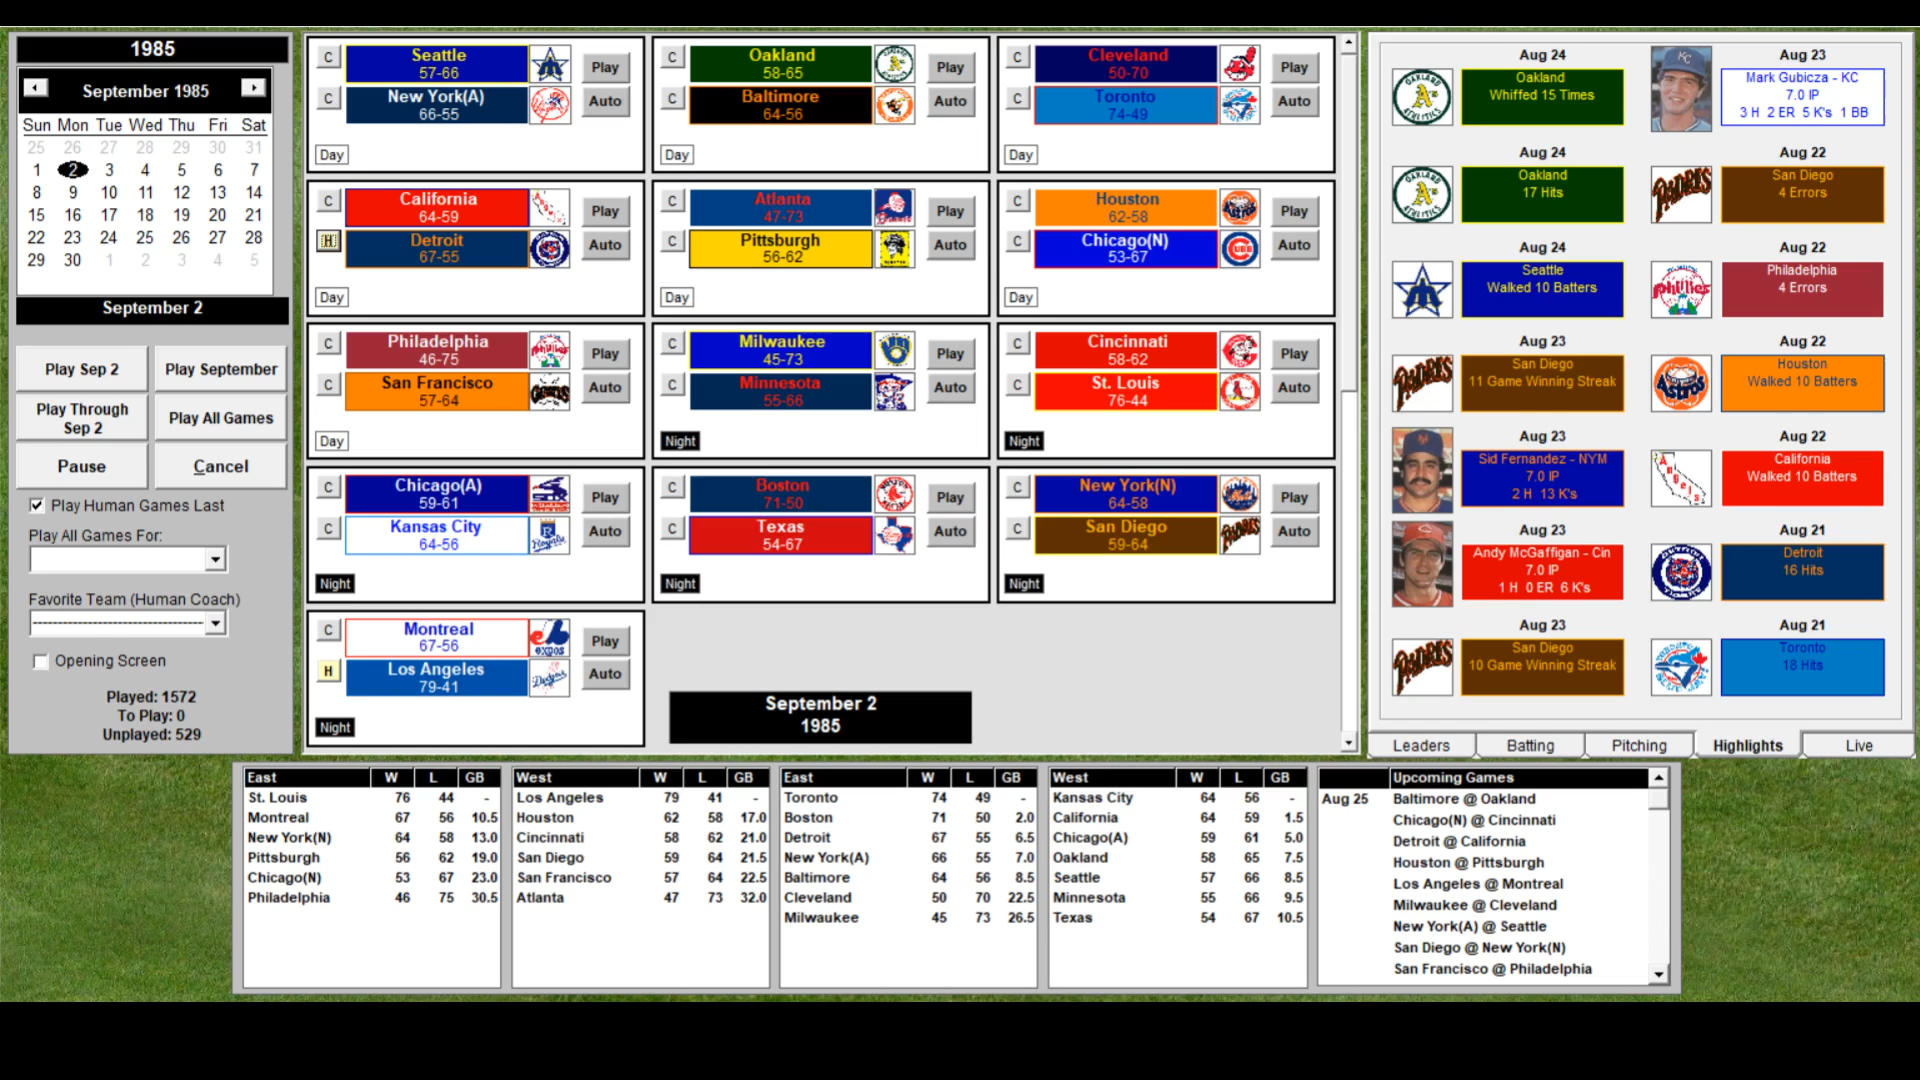 1985
September 1985
Sun Mon Tue Wed Thu Fri Sat
25 26 27 28 29 30 31
1 2 3 4 5 6 7
8 9 10 11 12 13 14
15 16 17 18 19 20 21
22 23 24 25 26 27 28
29 30 1 2 3 4 5
September 2
Play Sep 2
Play September
Play Through Sep 2
Play All Games
Pause
Cancel
Play Human Games Last
Play All Games For:
Favorite Team (Human Coach)
Opening Screen
Played: 1572
To Play: 0
Unplayed: 529
C Seattle 57-66 Play
C New York(A) 66-55 Auto
Day
C Oakland 58-65 Play
C Baltimore 64-56 Auto
Day
C Cleveland 50-70 Play
C Toronto 74-49 Auto
Day
C California 64-59 Play
H Detroit 67-55 Auto
Day
C Atlanta 47-73 Play
C Pittsburgh 56-62 Auto
Day
C Houston 62-58 Play
C Chicago(N) 53-67 Auto
Day
C Philadelphia 46-75 Play
C San Francisco 57-64 Auto
Day
C Milwaukee 45-73 Play
C Minnesota 55-66 Auto
Night
C Cincinnati 58-62 Play
C St. Louis 76-44 Auto
Night
C Chicago(A) 59-61 Play
C Kansas City 64-56 Auto
Night
C Boston 71-50 Play
C Texas 54-67 Auto
Night
C New York(N) 64-58 Play
C San Diego 59-64 Auto
Night
C Montreal 67-56 Play
H Los Angeles 79-41 Auto
Night
September 2
1985
Aug 24
Oakland
Whiffed 15 Times
Aug 23
Mark Gubicza - KC
7.0 IP
3 H 2 ER 5 K's 1 BB
Aug 24
Oakland
17 Hits
Aug 22
San Diego
4 Errors
Aug 24
Seattle
Walked 10 Batters
Aug 22
Philadelphia
4 Errors
Aug 23
San Diego
11 Game Winning Streak
Aug 22
Houston
Walked 10 Batters
Aug 23
Sid Fernandez - NYM
7.0 IP
2 H 13 K's
Aug 22
California
Walked 10 Batters
Aug 23
Andy McGaffigan - Cin
7.0 IP
1 H 0 ER 6 K's
Aug 21
Detroit
16 Hits
Aug 23
San Diego
10 Game Winning Streak
Aug 21
Toronto
18 Hits
Leaders Batting Pitching Highlights Live
East W L GB
St. Louis 76 44 -
Montreal 67 56 10.5
New York(N) 64 58 13.0
Pittsburgh 56 62 19.0
Chicago(N) 53 67 23.0
Philadelphia 46 75 30.5
West W L GB
Los Angeles 79 41 -
Houston 62 58 17.0
Cincinnati 58 62 21.0
San Diego 59 64 21.5
San Francisco 57 64 22.5
Atlanta 47 73 32.0
East W L GB
Toronto 74 49 -
Boston 71 50 2.0
Detroit 67 55 6.5
New York(A) 66 55 7.0
Baltimore 64 56 8.5
Cleveland 50 70 22.5
Milwaukee 45 73 26.5
West W L GB
Kansas City 64 56 -
California 64 59 1.5
Chicago(A) 59 61 5.0
Oakland 58 65 7.5
Seattle 57 66 8.5
Minnesota 55 66 9.5
Texas 54 67 10.5
Upcoming Games
Aug 25 Baltimore @ Oakland
Chicago(N) @ Cincinnati
Detroit @ California
Houston @ Pittsburgh
Los Angeles @ Montreal
Milwaukee @ Cleveland
New York(A) @ Seattle
San Diego @ New York(N)
San Francisco @ Philadelphia